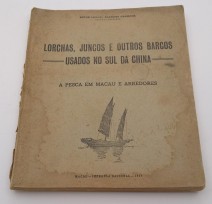 LORCHAS, JUNCOS E OUTROS BARCOS
USADOS NO SUL DA CHINA
A PESCA EM MACAU E ARREDORES